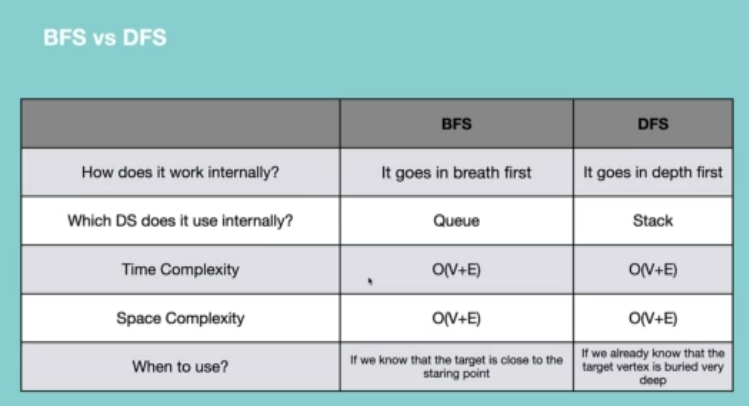 BFS vs DFS
BFS
DFS
How does it work internally?
It goes in breath first
It goes in depth first
Which DS does it use internally?
Queue
Stack
Time Complexity
O(V+E)
O(V+E)
Space Complexity
O(V+E)
O(V+E)
When to use?
If we know that the target is close to the
staring point
If we already know that the
target vertex is buried very
deep